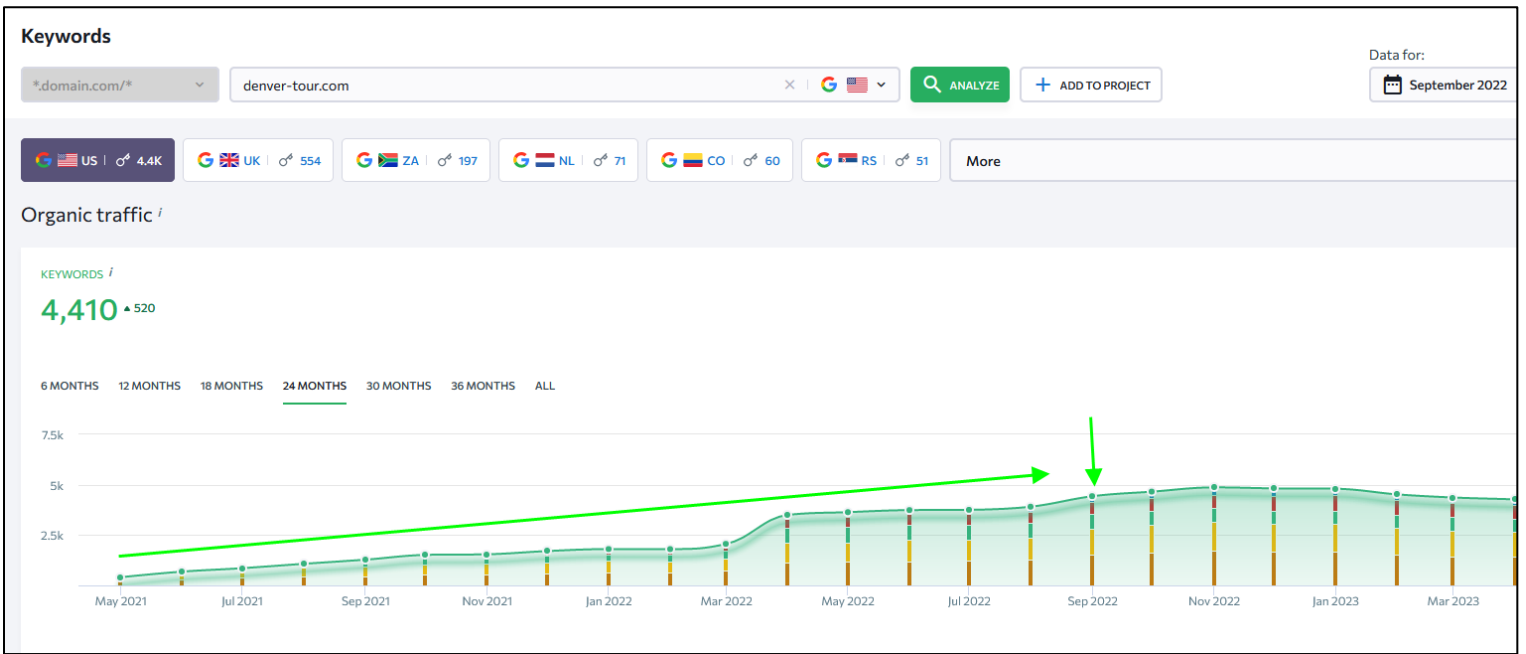 Keywords
Data for:
*.domain.com/*
denver-tour.com
ANALYZE
ADD TO PROJECT
September 2022
US 4.4K
UK 554
ZA 197
NL 71
CO 60
RS 51
More
Organic traffic i
KEYWORDS i
4,410 520
6 MONTHS 12 MONTHS 18 MONTHS 24 MONTHS 30 MONTHS 36 MONTHS ALL
7.5k
5k
2.5k
May 2021 Jul 2021 Sep 2021 Nov 2021 Jan 2022 Mar 2022 May 2022 Jul 2022 Sep 2022 Nov 2022 Jan 2023 Mar 2023